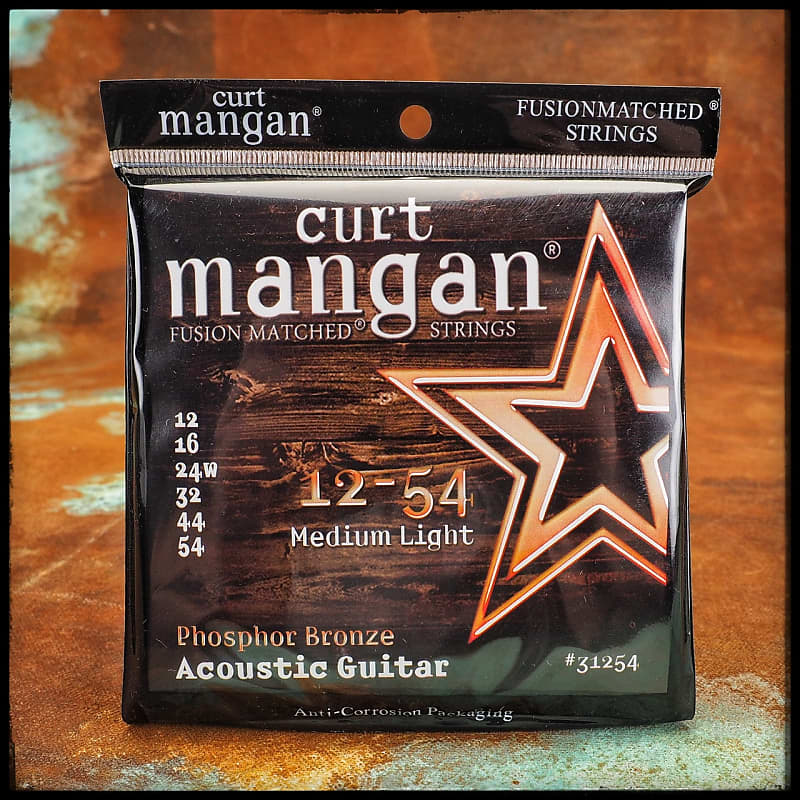 curt
mangan®
FUSIONMATCHED®
STRINGS
curt
mangan®
FUSION MATCHED® STRINGS
12
16
24W
32
44
54
12-54
Medium Light
Phosphor Bronze
Acoustic Guitar
#31254
Anti-Corrosion Packaging